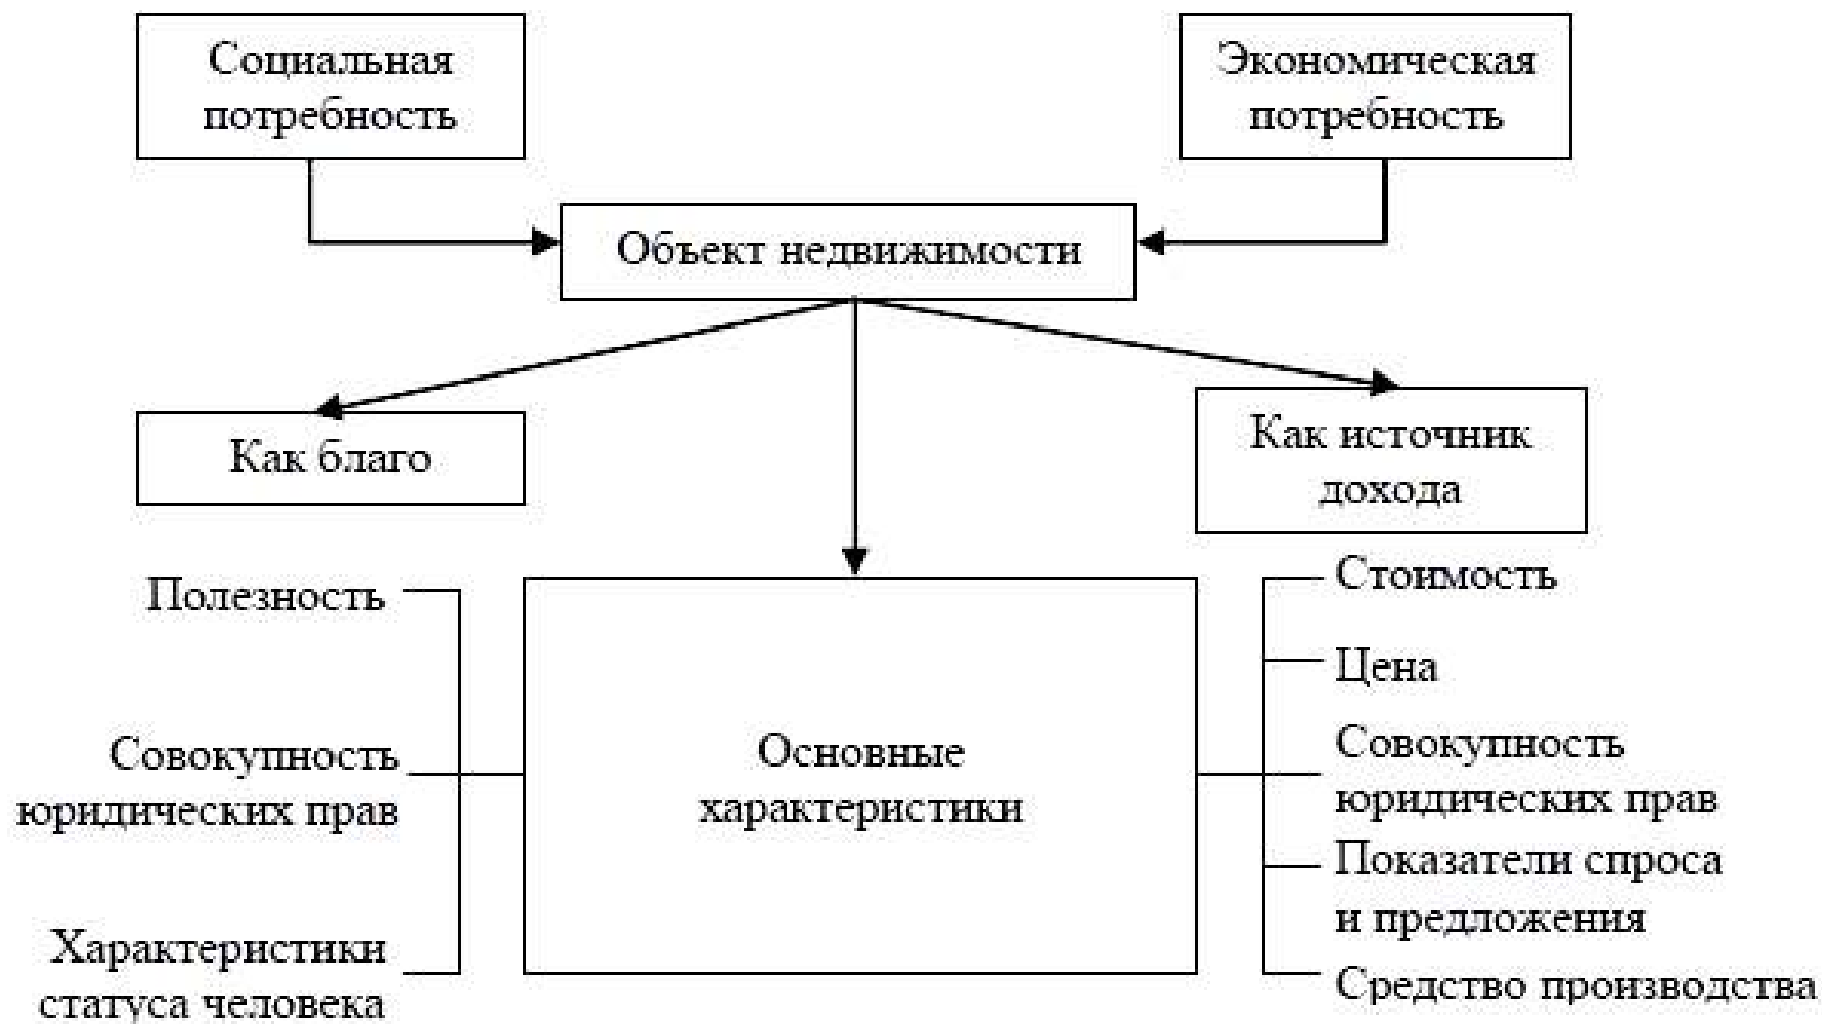 Социальная
потребность
Экономическая
потребность
Объект недвижимости
Как благо
Как источник
дохода
Полезность
Совокупность
юридических прав
Характеристики
статуса человека
Основные
характеристики
Стоимость
Цена
Совокупность
юридических прав
Показатели спроса
и предложения
Средство производства